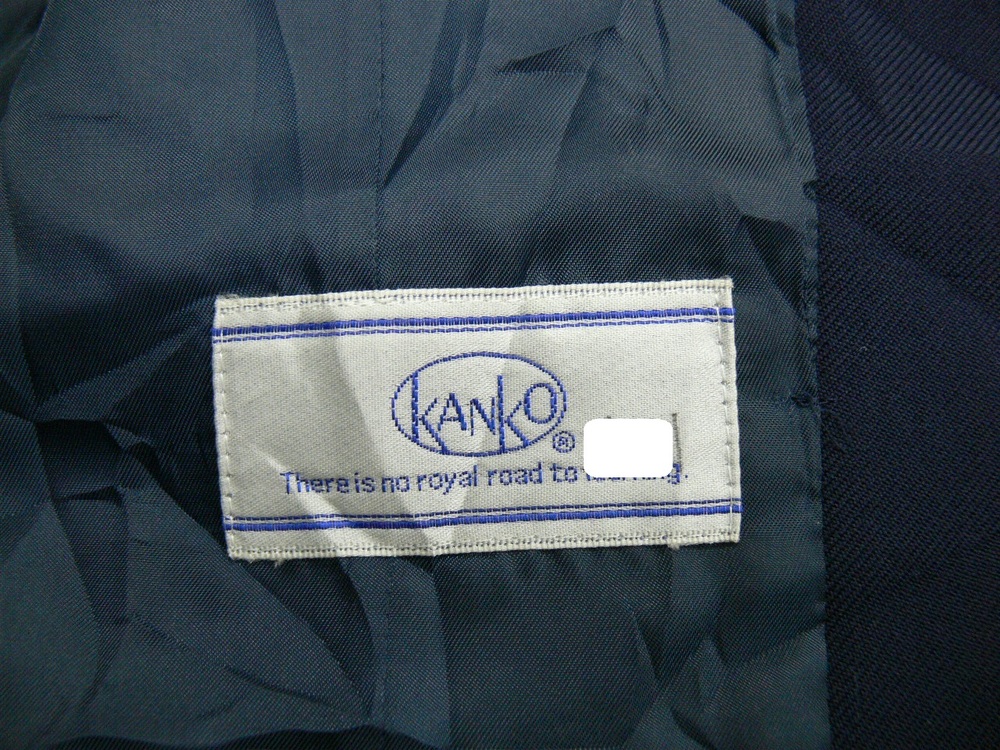 KANKO®
There is no royal road to